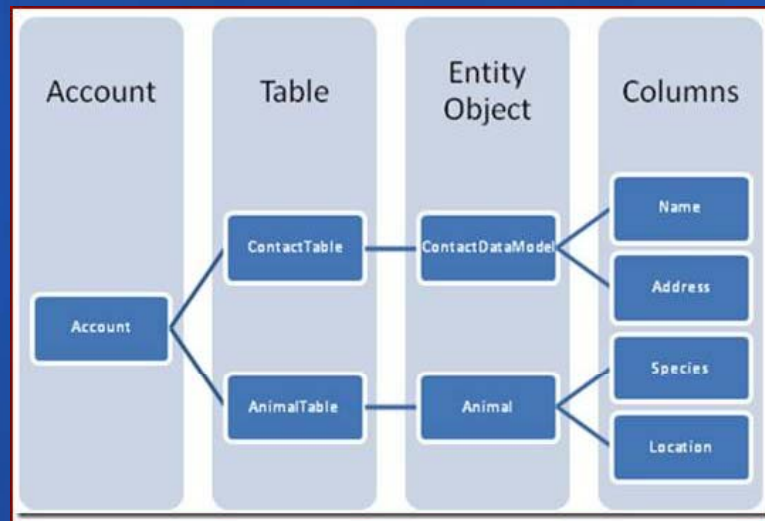 Account
Table
Entity
Object
Columns
Account
ContactTable
AnimalTable
ContactDataModel
Animal
Name
Address
Species
Location